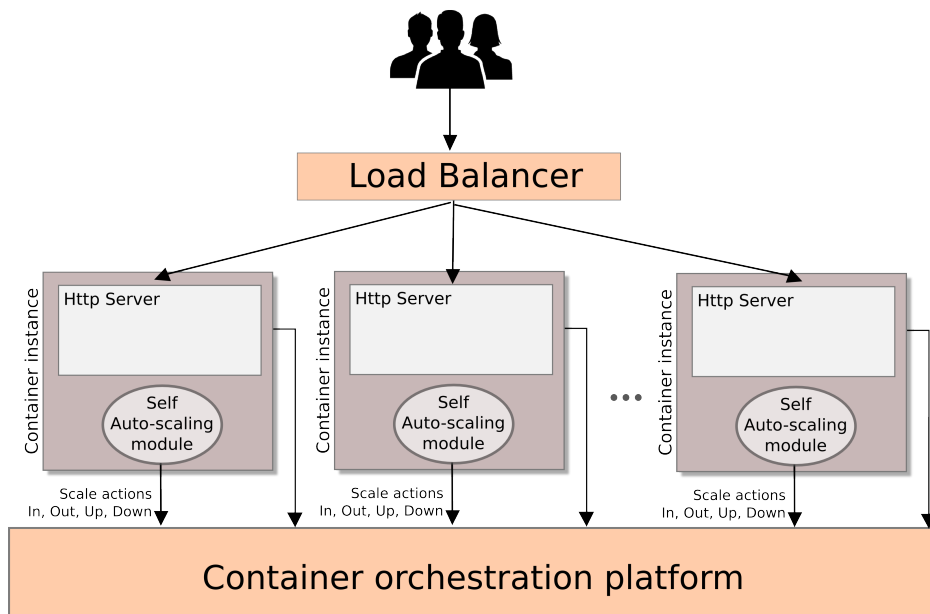 Load Balancer
Container instance
Http Server
Self
Auto-scaling
module
Scale actions
In, Out, Up, Down
Container instance
Http Server
Self
Auto-scaling
module
Scale actions
In, Out, Up, Down
Container instance
Http Server
Self
Auto-scaling
module
Scale actions
In, Out, Up, Down
Container orchestration platform